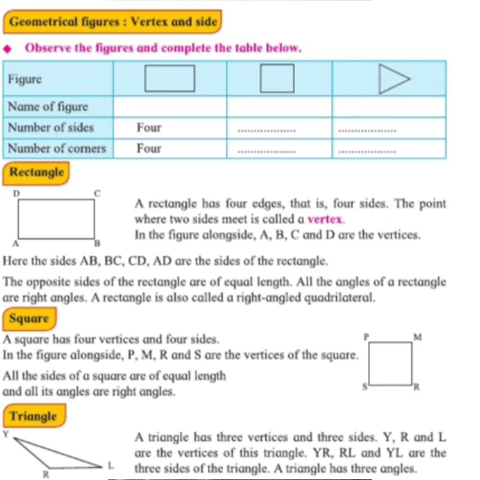 Geometrical figures : Vertex and side
◆ Observe the figures and complete the table below.
Figure
Name of figure
Number of sides Four .................. ..................
Number of corners Four .................. ..................
Rectangle
D C
A rectangle has four edges, that is, four sides. The point
where two sides meet is called a vertex.
In the figure alongside, A, B, C and D are the vertices.
A B
Here the sides AB, BC, CD, AD are the sides of the rectangle.
The opposite sides of the rectangle are of equal length. All the angles of a rectangle
are right angles. A rectangle is also called a right-angled quadrilateral.
Square
A square has four vertices and four sides.
In the figure alongside, P, M, R and S are the vertices of the square.
All the sides of a square are of equal length
and all its angles are right angles.
P M
S R
Triangle
Y
A triangle has three vertices and three sides. Y, R and L
are the vertices of this triangle. YR, RL and YL are the
three sides of the triangle. A triangle has three angles.
L
R